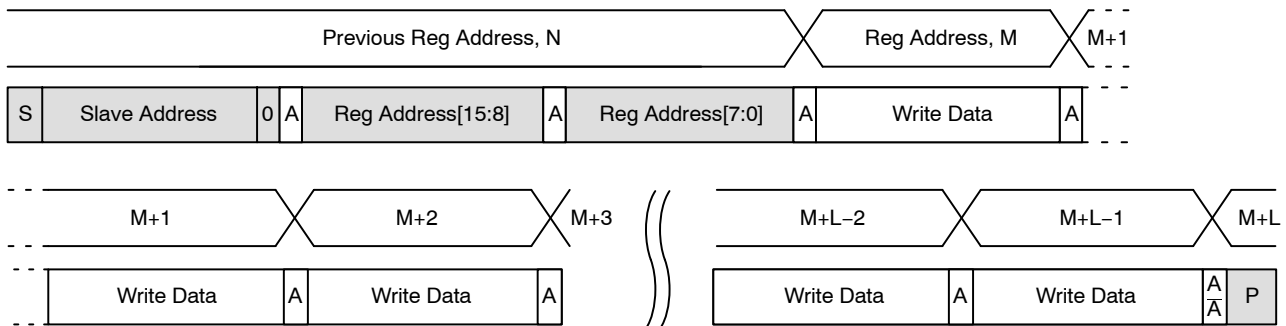 Previous Reg Address, N Reg Address, M M+1
S Slave Address 0 A Reg Address[15:8] A Reg Address[7:0] A Write Data A
M+1 M+2 M+3 M+L−2 M+L−1 M+L
Write Data A Write Data A Write Data A Write Data A P
A̅